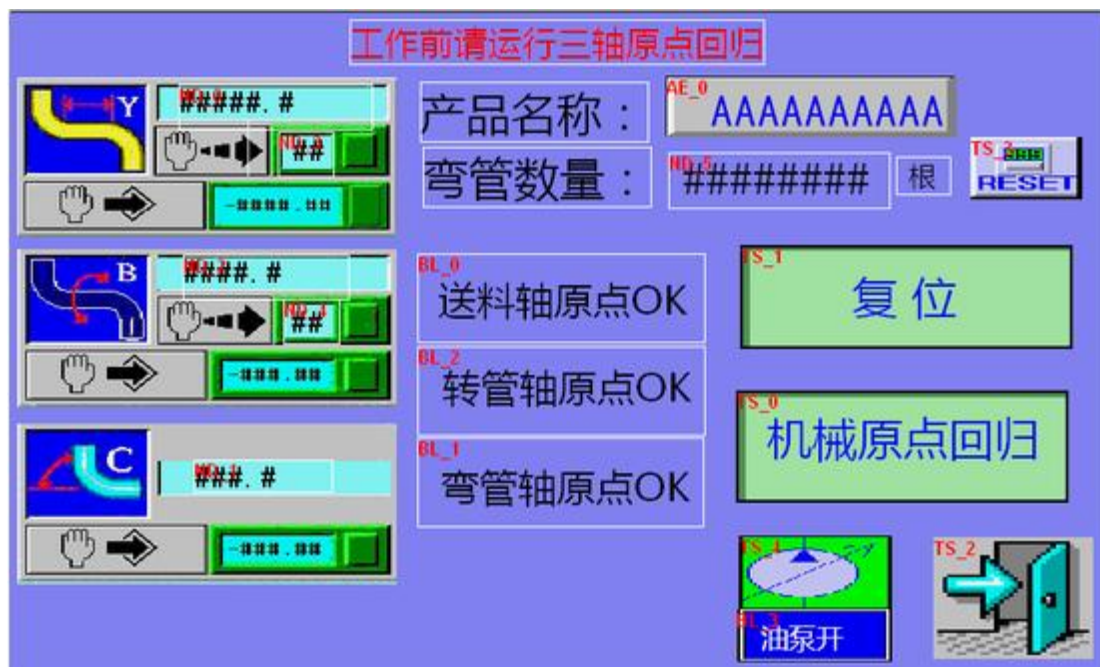 工作前请运行三轴原点回归
Y
#####.#
##
-####.##
产品名称：
AE_0
AAAAAAAAAA
弯管数量：
ND_5
########
根
TS_3
RESET
B
####.#
##
-###.##
BL_0
送料轴原点OK
TS_1
复位
BL_2
转管轴原点OK
C
###.#
-###.##
BL_1
弯管轴原点OK
TS_0
机械原点回归
TS_4
BL_3
油泵开
TS_2